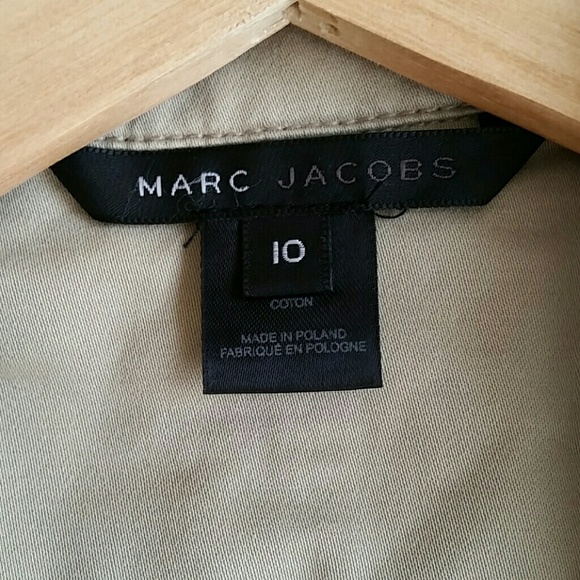 MARC JACOBS
10
COTON
MADE IN POLAND
FABRIQUÉ EN POLOGNE